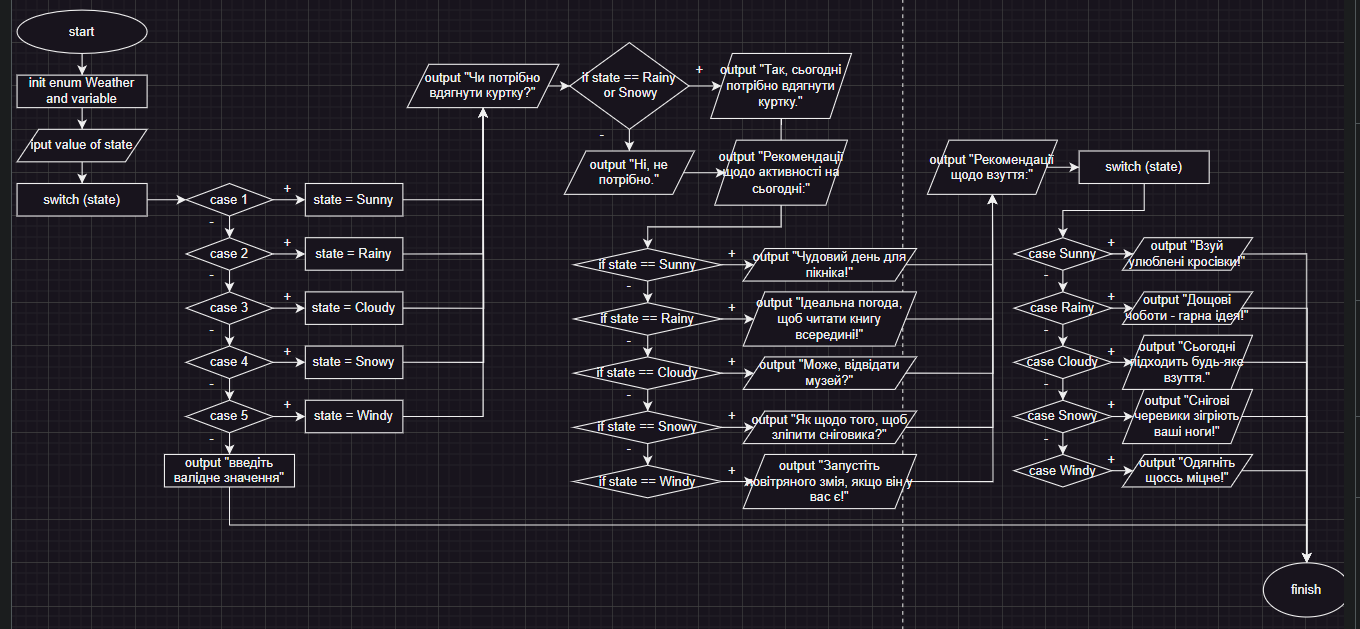 start
init enum Weather
and variable
iput value of state
switch (state)
case 1
+
-
state = Sunny
case 2
+
-
state = Rainy
case 3
+
-
state = Cloudy
case 4
+
-
state = Snowy
case 5
+
-
state = Windy
output "введіть
валідне значення"
output "Чи потрібно
вдягнути куртку?"
if state == Rainy
or Snowy
+
-
output "Так, сьогодні
потрібно вдягнути
куртку."
output "Ні, не
потрібно."
output "Рекомендації
щодо активності на
сьогодні:"
if state == Sunny
+
-
output "Чудовий день для
пікніка!"
if state == Rainy
+
-
output "Ідеальна погода,
щоб читати книгу
всередині!"
if state == Cloudy
+
-
output "Може, відвідати
музей?"
if state == Snowy
+
-
output "Як щодо того, щоб
зліпити сніговика?"
if state == Windy
+
output "Запустіть
повітряного змія, якщо він у
вас є!"
output "Рекомендації
щодо взуття:"
switch (state)
case Sunny
+
-
output "Взуй
улюблені кросівки!"
case Rainy
+
-
output "Дощові
чоботи - гарна ідея!"
case Cloudy
+
-
output "Сьогодні
підходить будь-яке
взуття."
case Snowy
+
-
output "Снігові
черевики зігріють
ваші ноги!"
case Windy
+
output "Одягніть
щоссь міцне!"
finish